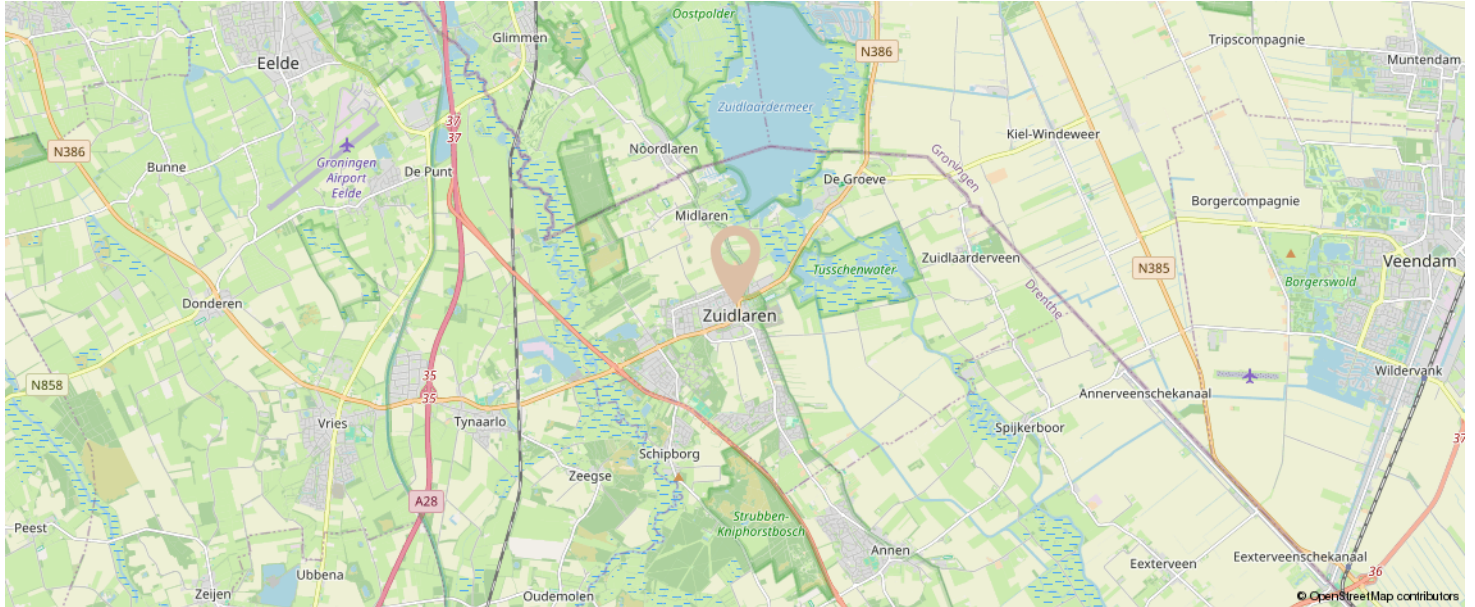 Oostpolder
Glimmen
Eelde
N386
Tripscompagnie
Muntendam
Zuidlaardermeer
37
37
Kiel-Windeweer
N386
Bunne
Groningen
Airport
Eelde
De Punt
Noordlaren
Groningen
De Groeve
Borgercompagnie
Midlaren
Zuidlaarderveen
N385
Veendam
Tusschenwater
Borgerswold
Drenthe
Donderen
Zuidlaren
35
35
N858
Wildervank
Annerveenschekanaal
Vries
Tynaarlo
Spijkerboor
37
Schipborg
Zeegse
A28
Strubben-
Kniphorstbosch
Peest
Annen
Eexterveen
Eexterveenschekanaal
36
Ubbena
Zeijen
Oudemolen
© OpenStreetMap contributors